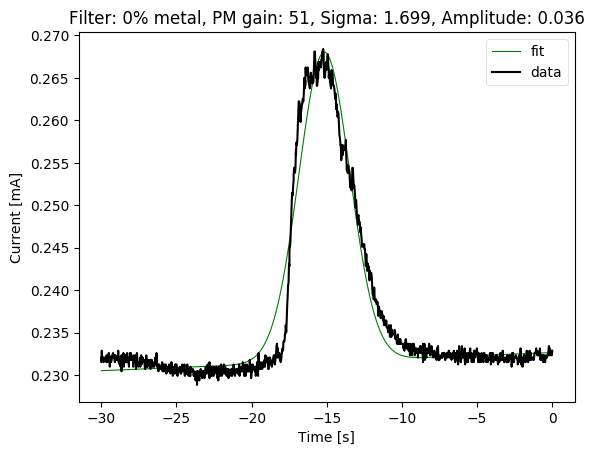 Filter: 0% metal, PM gain: 51, Sigma: 1.699, Amplitude: 0.036
fit
data
0.270
0.265
0.260
0.255
0.250
0.245
0.240
0.235
0.230
Current [mA]
−30 −25 −20 −15 −10 −5 0
Time [s]